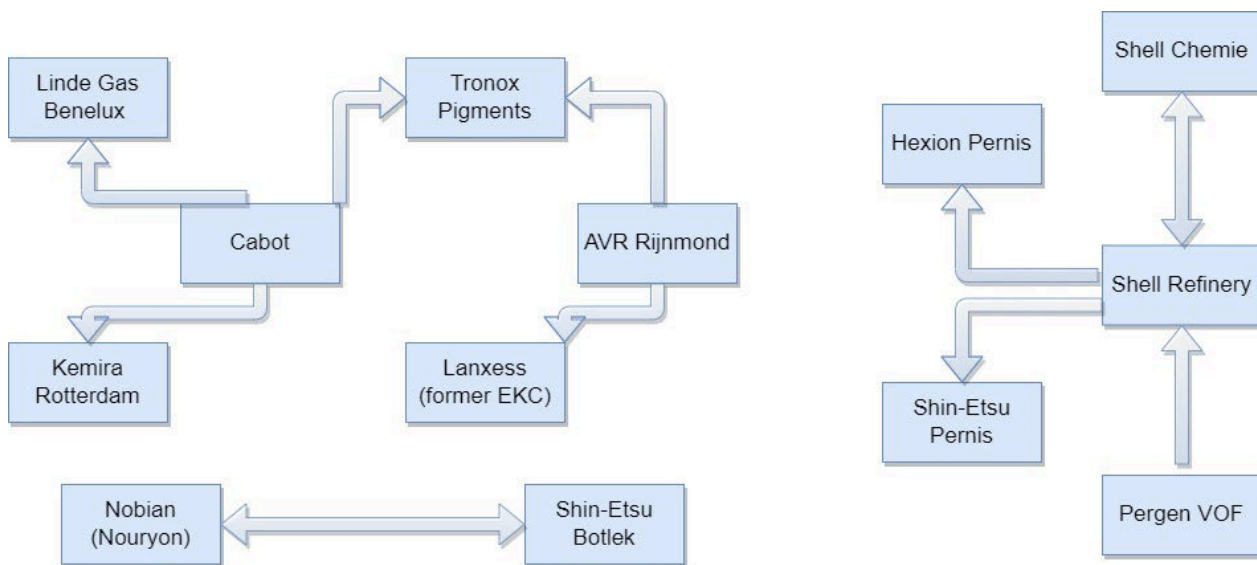 Linde Gas
Benelux
Tronox
Pigments
Shell Chemie
Hexion Pernis
Cabot
AVR Rijnmond
Shell Refinery
Kemira
Rotterdam
Lanxess
(former EKC)
Shin-Etsu
Pernis
Nobian
(Nouryon)
Shin-Etsu
Botlek
Pergen VOF